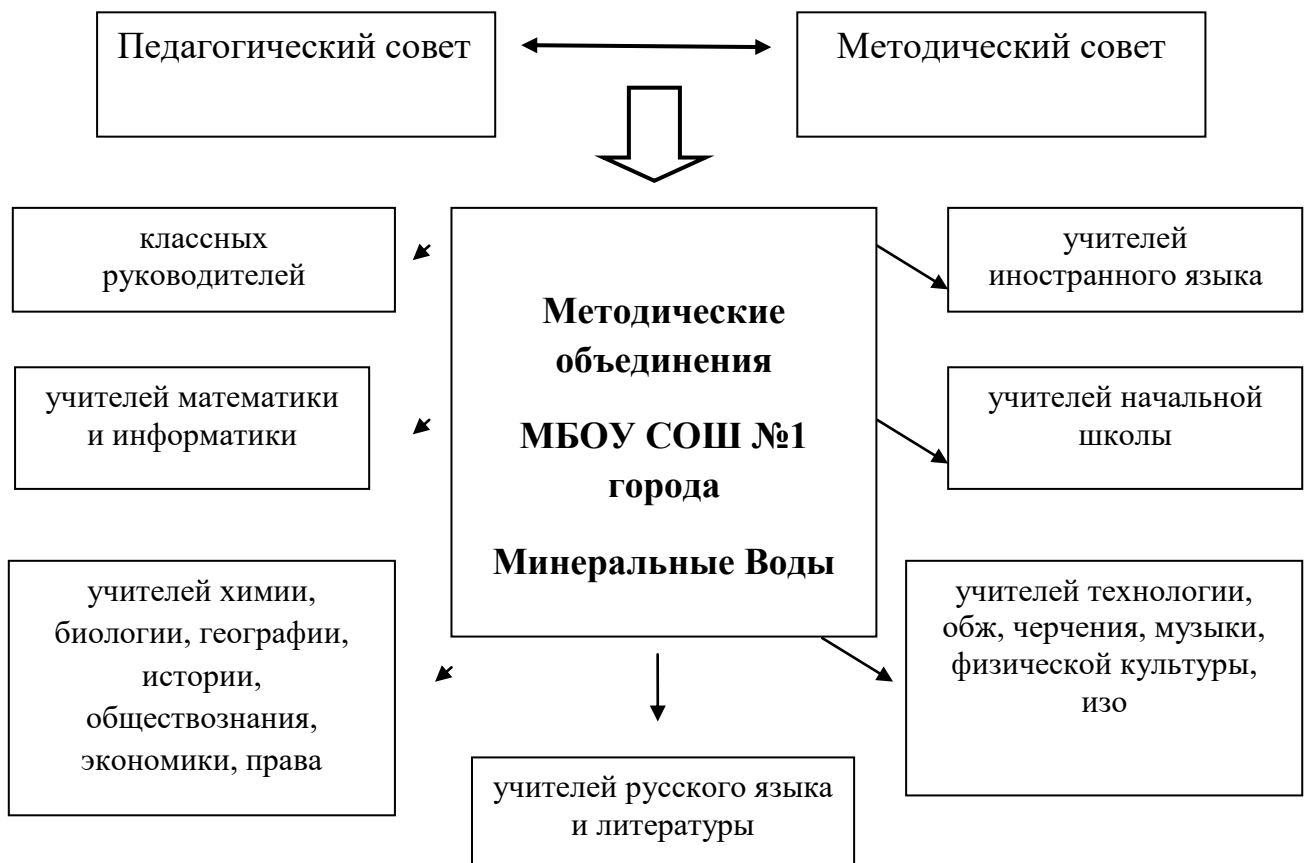 Педагогический совет
Методический совет
классных
руководителей
учителей
иностранного языка
Методические
объединения
МБОУ СОШ №1
города
Минеральные Воды
учителей математики
и информатики
учителей начальной
школы
учителей химии,
биологии, географии,
истории,
обществознания,
экономики, права
учителей технологии,
обж, черчения, музыки,
физической культуры,
изо
учителей русского языка
и литературы